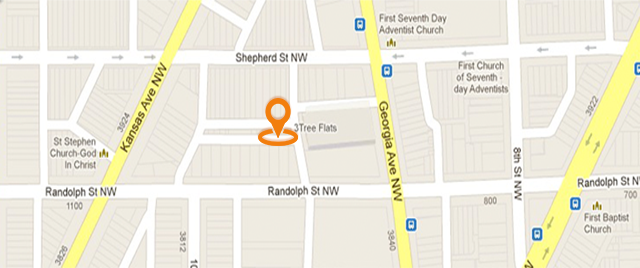 First Seventh Day
Adventist Church
Shepherd St NW
Kansas Ave NW
3924
First Church
of Seventh -
day Adventists
3922
Georgia Ave NW
3Tree Flats
St Stephen
Church-God
In Christ
8th St NW
Randolph St NW
1100
Randolph St NW
800
Randolph St N
700
First Baptist
Church
3826
3812
10
3840
W